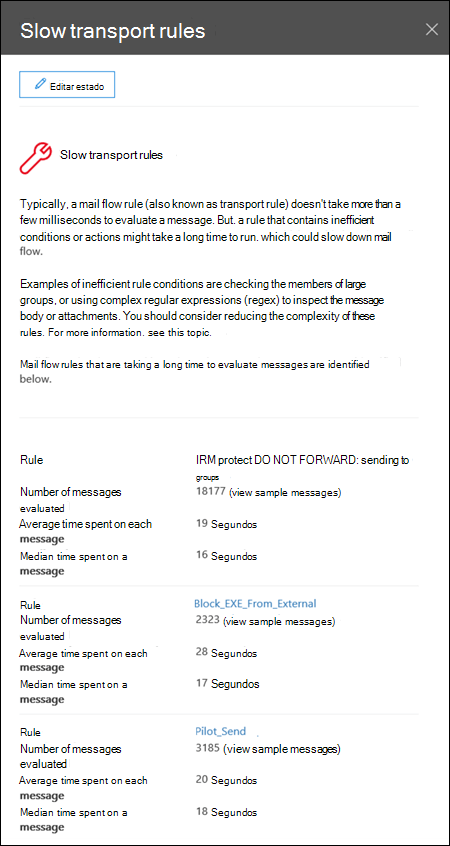 Slow transport rules
Editar estado
Slow transport rules
Typically, a mail flow rule (also known as transport rule) doesn't take more than a
few milliseconds to evaluate a message. But. a rule that contains inefficient
conditions or actions might take a long time to run. which could slow down mail
flow.
Examples of inefficient rule conditions are checking the members of large
groups, or using complex regular expressions (regex) to inspect the message
body or attachments. You should consider reducing the complexity of these
rules. For more information. see this topic.
Mail flow rules that are taking a long time to evaluate messages are identified
below.
Rule IRM protect DO NOT FORWARD: sending to
groups
Number of messages 18177 (view sample messages)
evaluated
Average time spent on each 19 Segundos
message
Median time spent on a 16 Segundos
message
Rule Block_EXE_From_External
Number of messages 2323 (view sample messages)
evaluated
Average time spent on each 28 Segundos
message
Median time spent on a 17 Segundos
message
Rule Pilot_Send
Number of messages 3185 (view sample messages)
evaluated
Average time spent on each 20 Segundos
message
Median time spent on a 18 Segundos
message